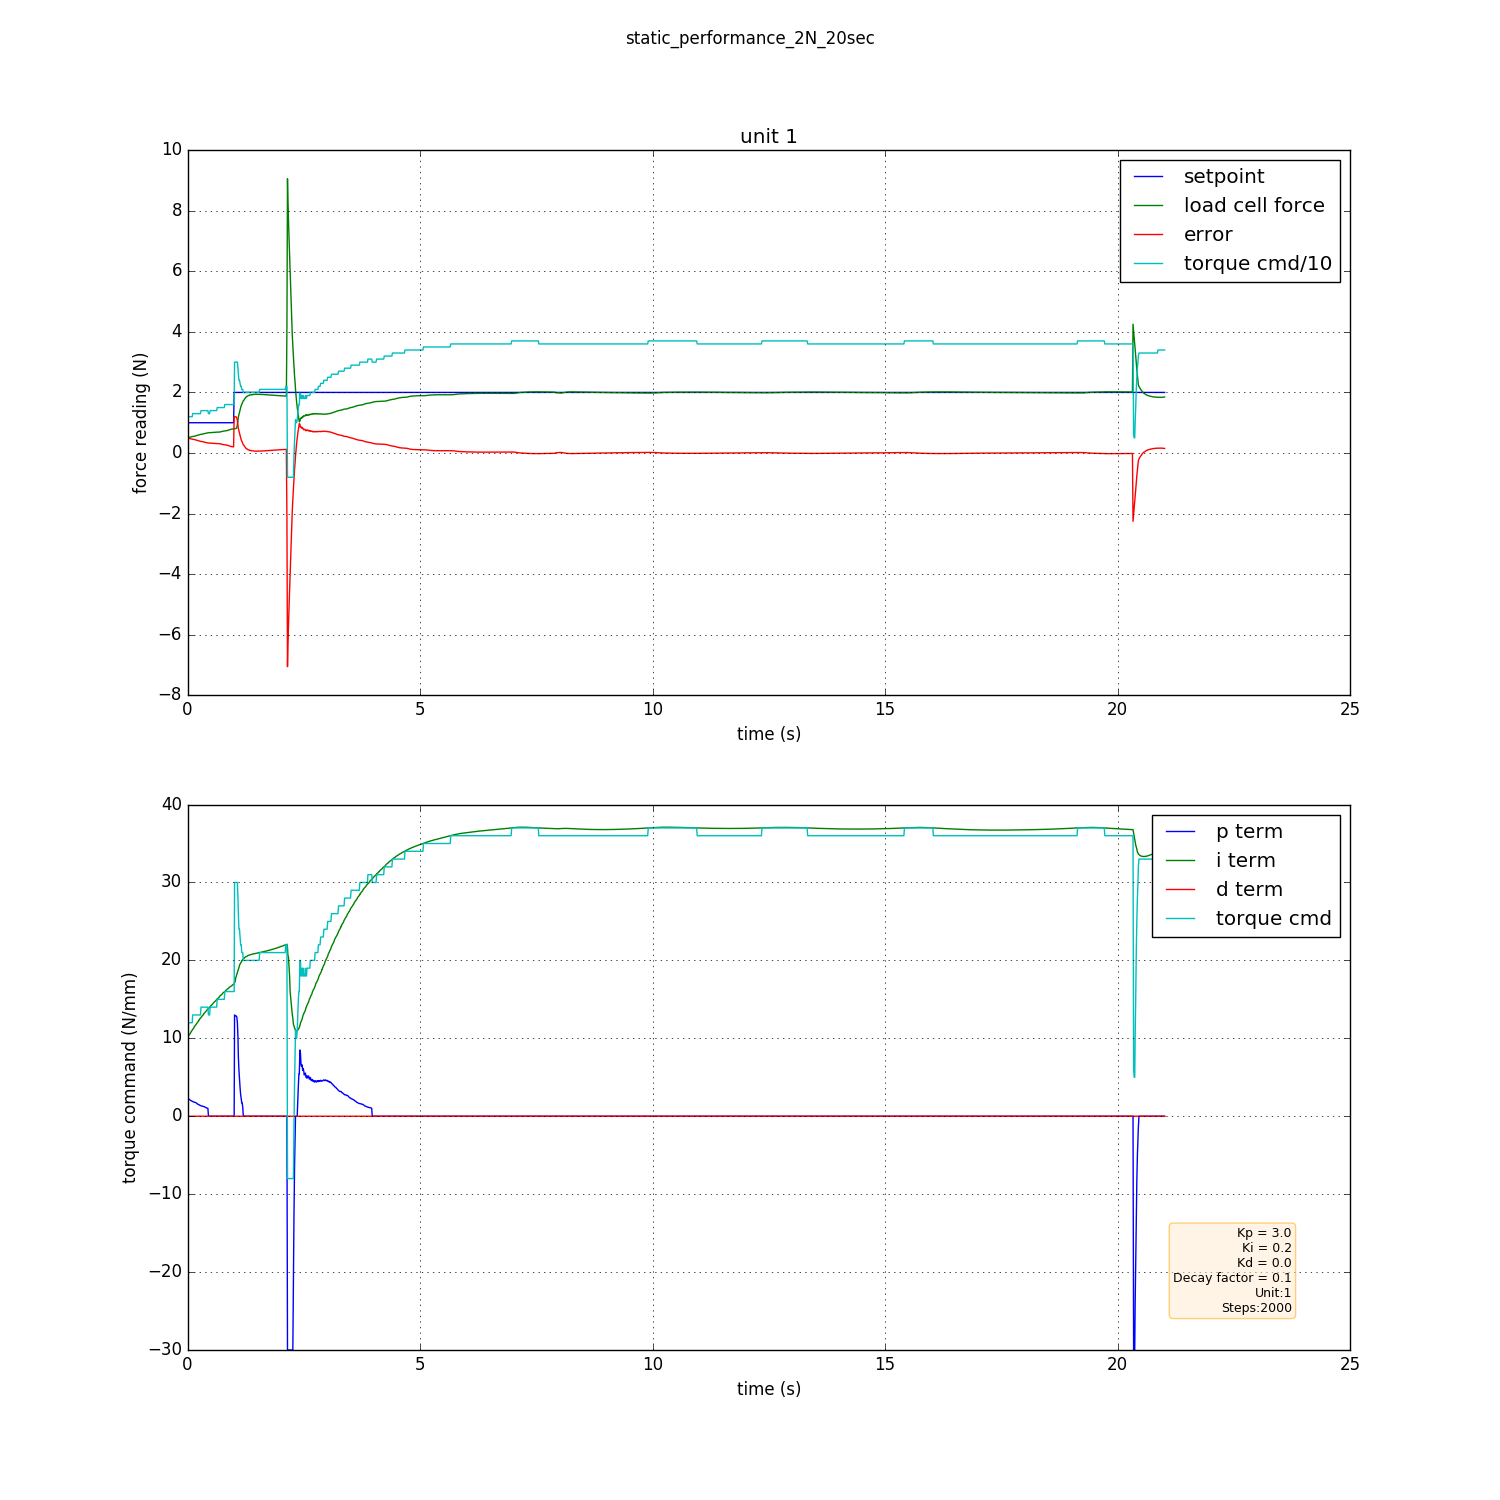 static_performance_2N_20sec
unit 1
10
8
6
4
2
0
−2
−4
−6
−8
force reading (N)
setpoint
load cell force
error
torque cmd/10
0 5 10 15 20 25
time (s)
40
30
20
10
0
−10
−20
−30
torque command (N/mm)
p term
i term
d term
torque cmd
Kp = 3.0
Ki = 0.2
Kd = 0.0
Decay factor = 0.1
Unit:1
Steps:2000
0 5 10 15 20 25
time (s)